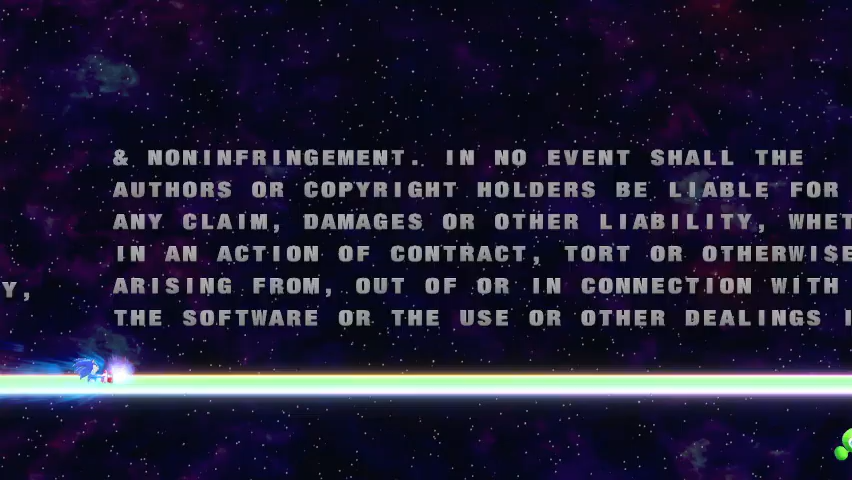 & NONINFRINGEMENT. IN NO EVENT SHALL THE
AUTHORS OR COPYRIGHT HOLDERS BE LIABLE FOR
ANY CLAIM, DAMAGES OR OTHER LIABILITY, WHET
IN AN ACTION OF CONTRACT, TORT OR OTHERWISE
Y, ARISING FROM, OUT OF OR IN CONNECTION WITH
THE SOFTWARE OR THE USE OR OTHER DEALINGS I